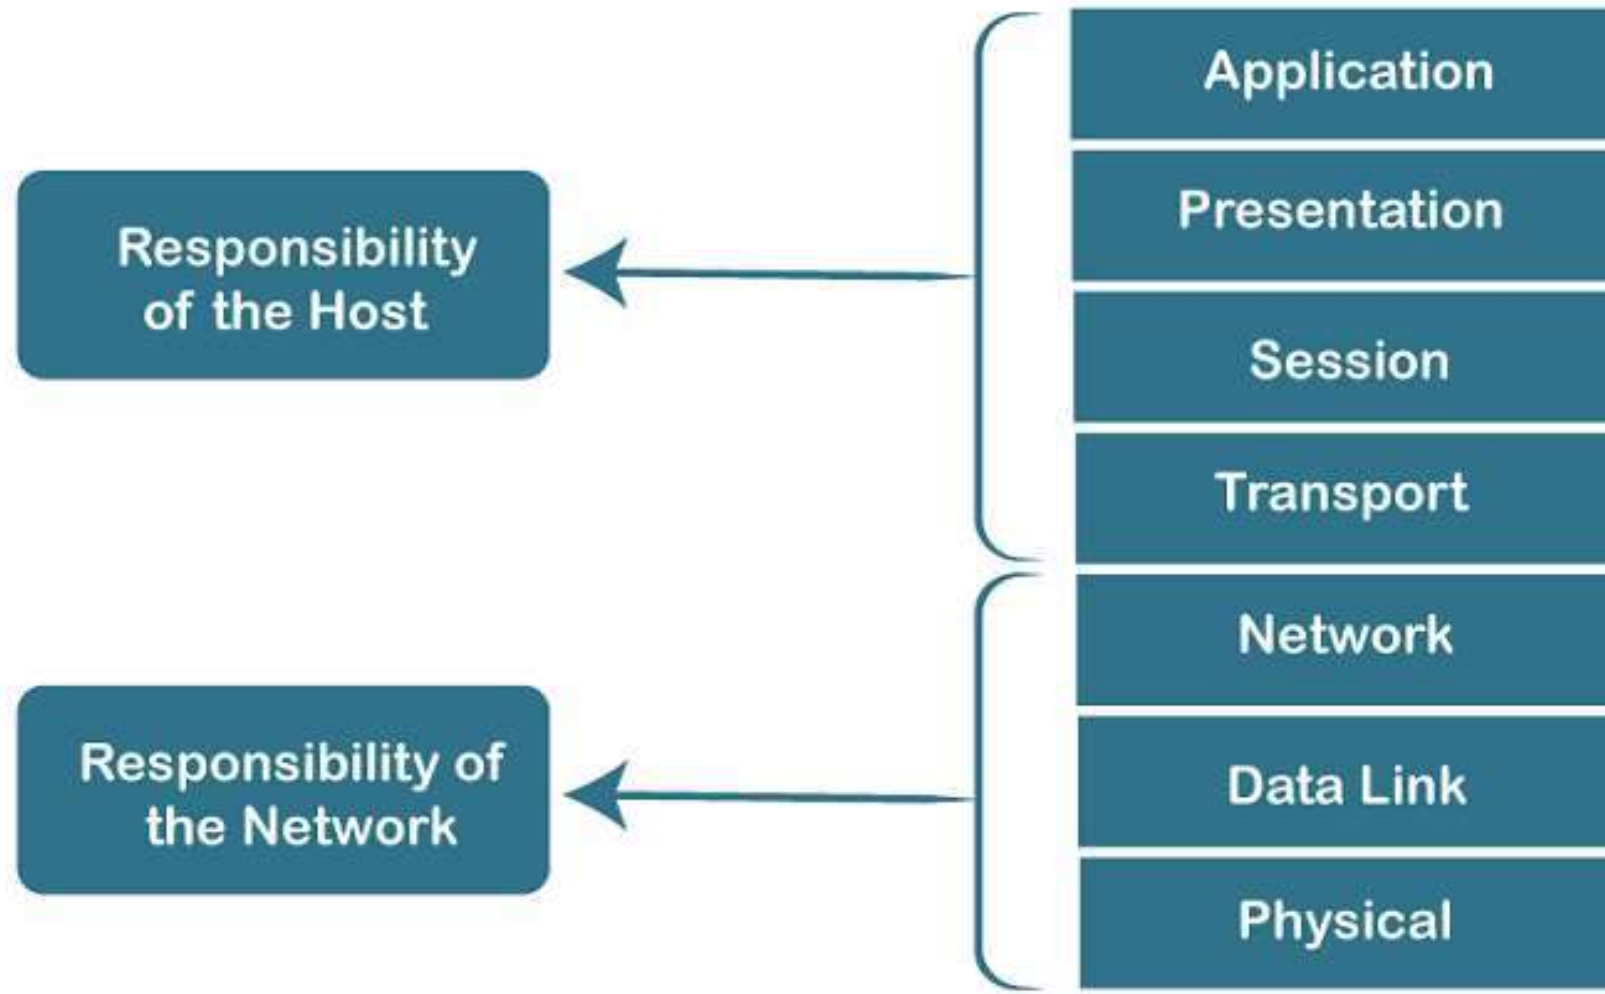 Application
Presentation
Session
Transport
Network
Data Link
Physical
Responsibility
of the Host
Responsibility of
the Network